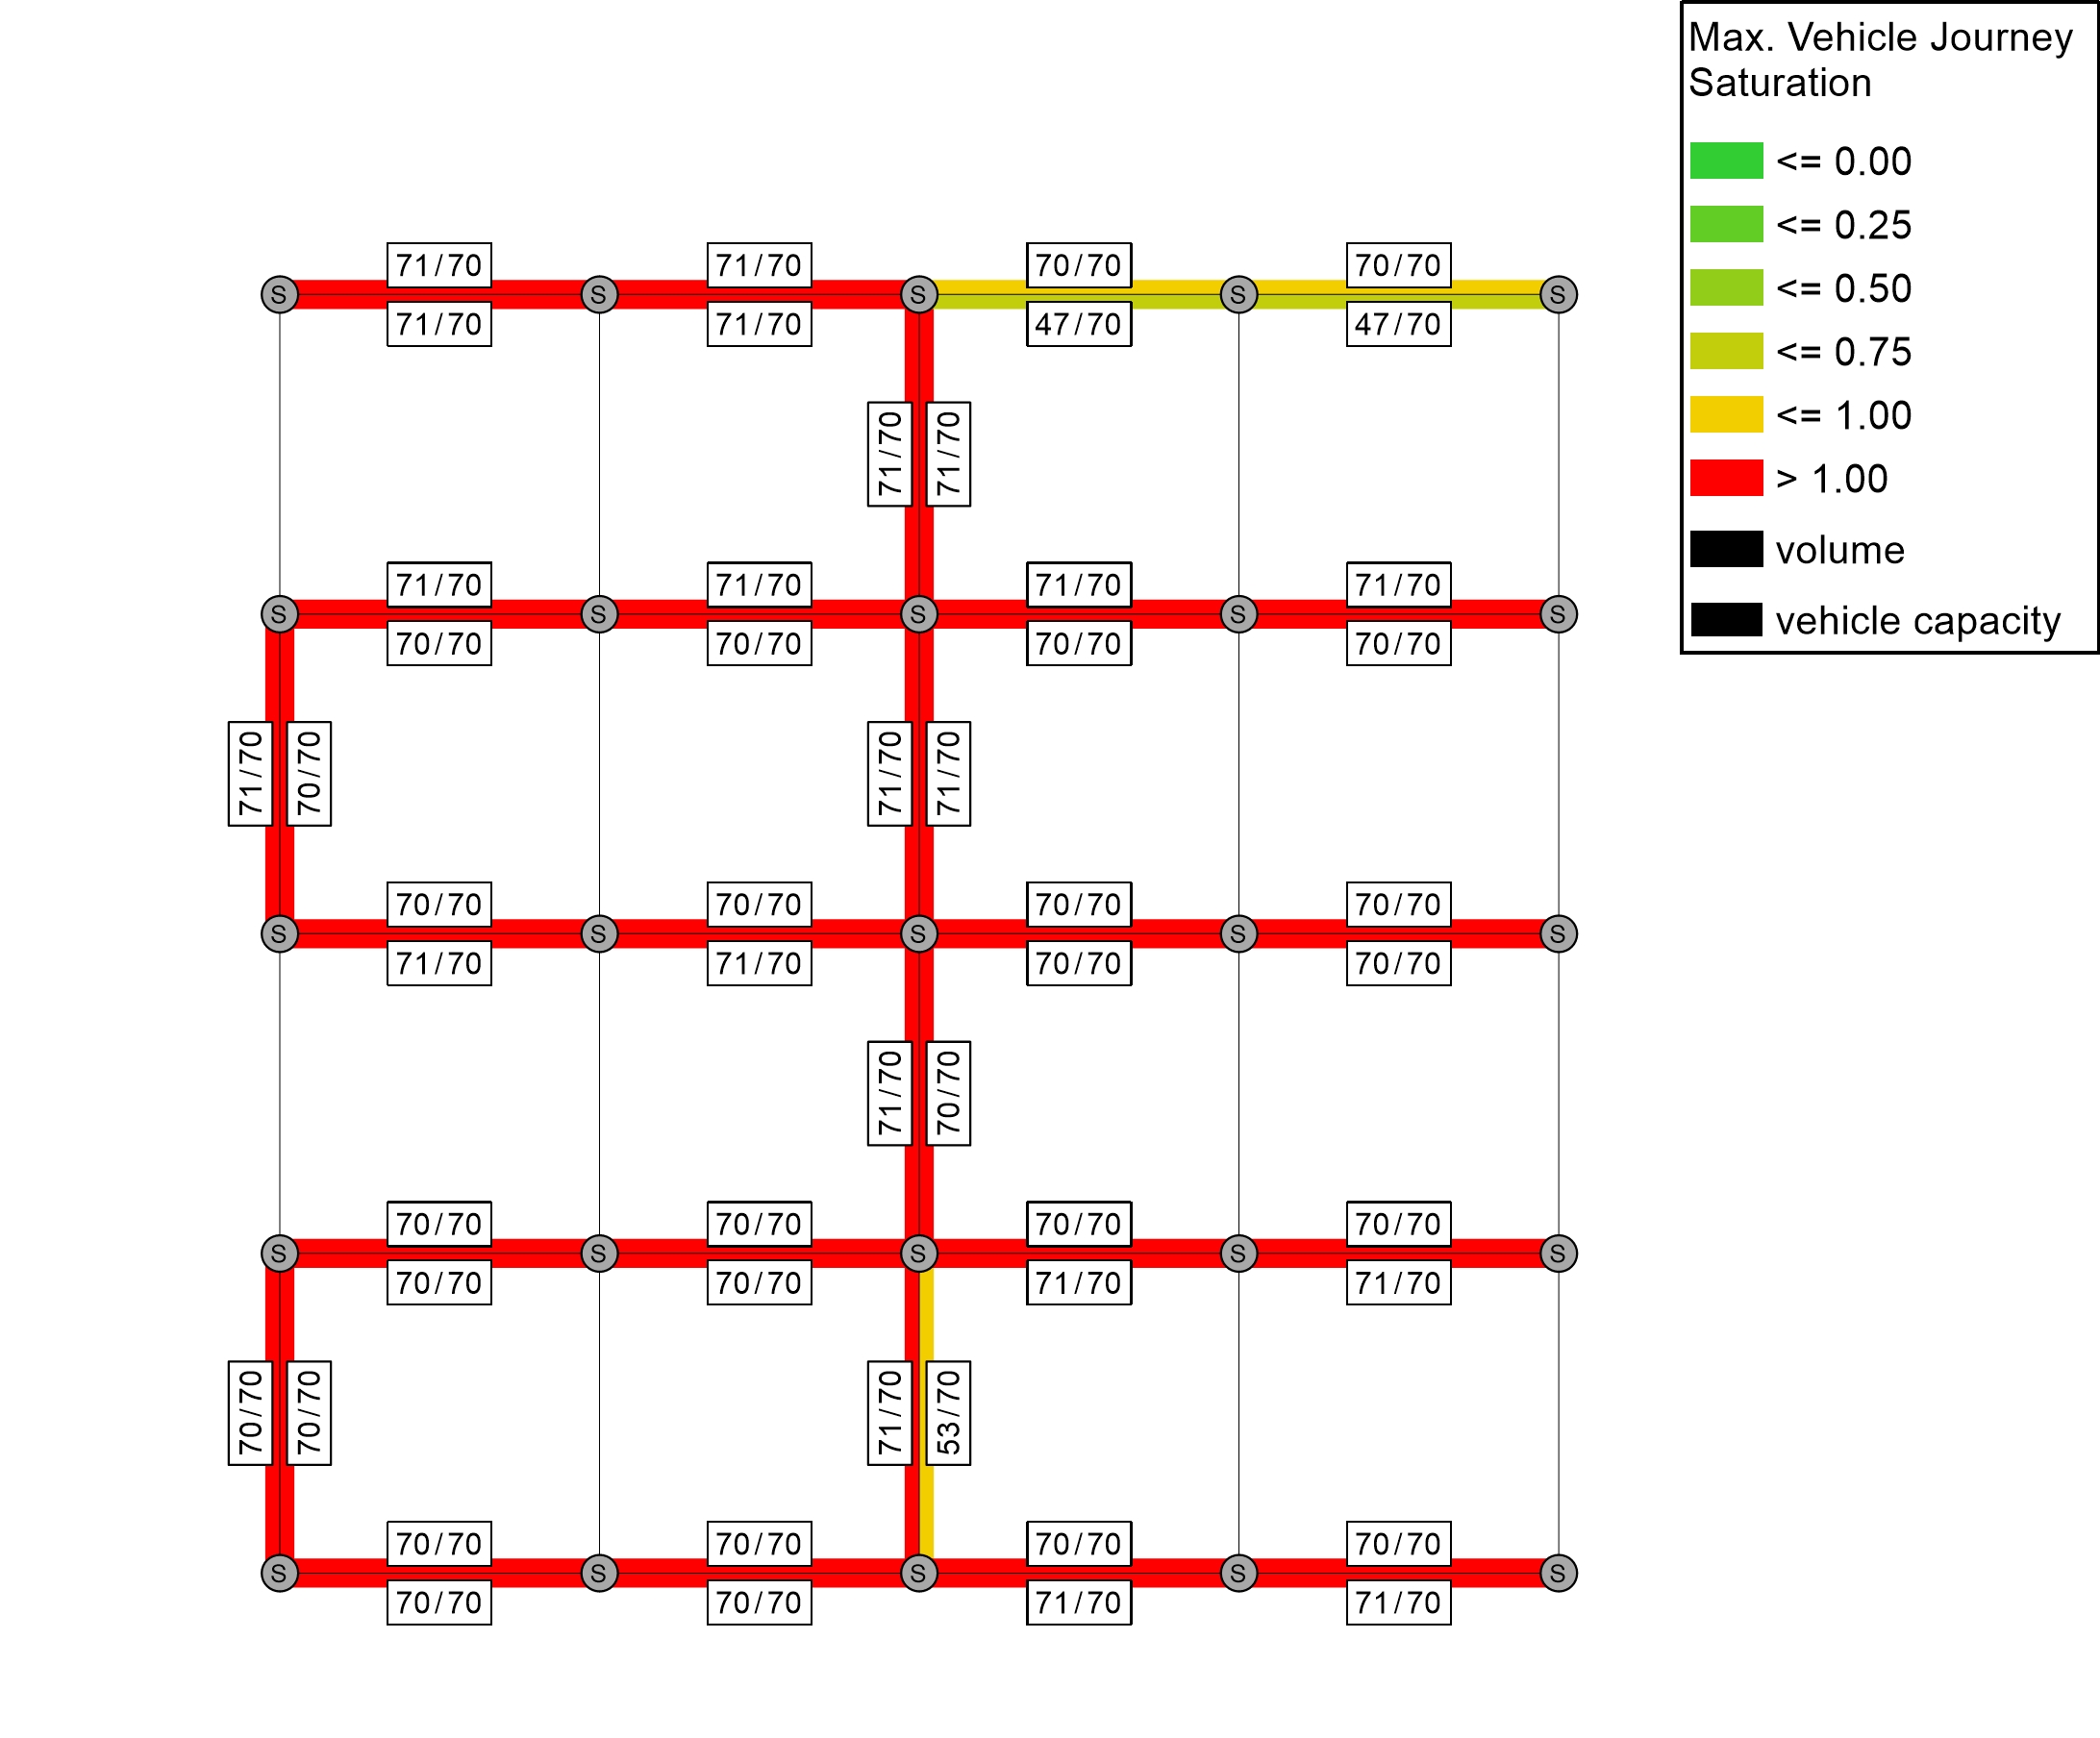 Max. Vehicle Journey
Saturation
<= 0.00
<= 0.25
<= 0.50
<= 0.75
<= 1.00
> 1.00
volume
vehicle capacity
71/70 71/70 70/70 70/70
S S S S S
71/70 71/70 47/70 47/70
71/70 71/70
71/70 71/70 71/70 71/70
S S S S S
70/70 70/70 70/70 70/70
71/70 70/70 71/70 71/70
70/70 70/70 70/70 70/70
S S S S S
71/70 71/70 70/70 70/70
71/70 70/70
70/70 70/70 70/70 70/70
S S S S S
70/70 70/70 71/70 71/70
70/70 70/70 71/70 53/70
70/70 70/70 70/70 70/70
S S S S S
70/70 70/70 71/70 71/70